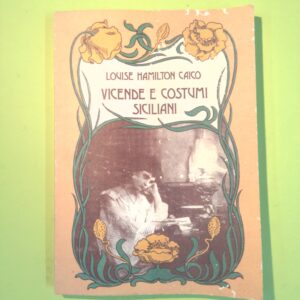 LOUISE HAMILTON CAICO
VICENDE E COSTUMI
SICILIANI